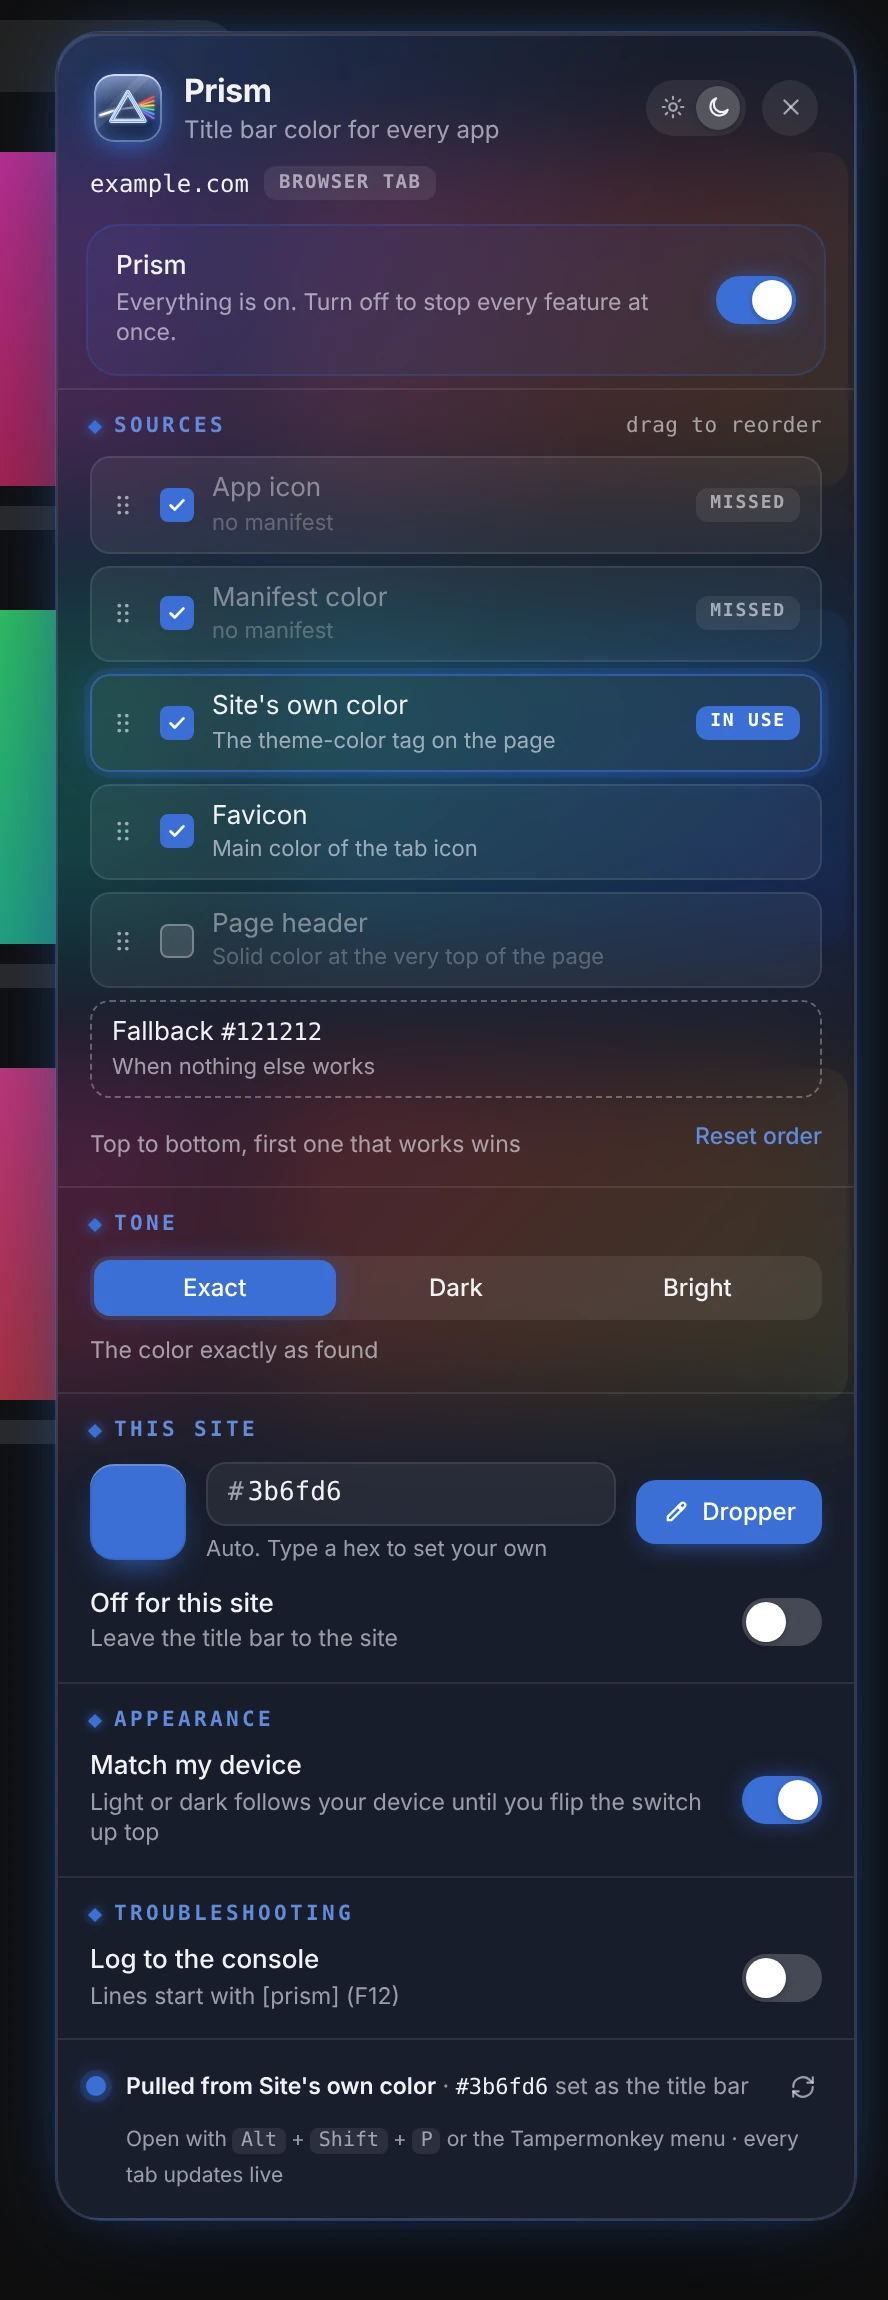 Prism
Title bar color for every app
example.com BROWSER TAB
Prism
Everything is on. Turn off to stop every feature at
once.
SOURCES drag to reorder
App icon
no manifest
MISSED
Manifest color
no manifest
MISSED
Site's own color
The theme-color tag on the page
IN USE
Favicon
Main color of the tab icon
Page header
Solid color at the very top of the page
Fallback #121212
When nothing else works
Top to bottom, first one that works wins Reset order
TONE
Exact Dark Bright
The color exactly as found
THIS SITE
#3b6fd6
Auto. Type a hex to set your own
Dropper
Off for this site
Leave the title bar to the site
APPEARANCE
Match my device
Light or dark follows your device until you flip the switch
up top
TROUBLESHOOTING
Log to the console
Lines start with [prism] (F12)
Pulled from Site's own color · #3b6fd6 set as the title bar
Open with Alt + Shift + P or the Tampermonkey menu · every
tab updates live